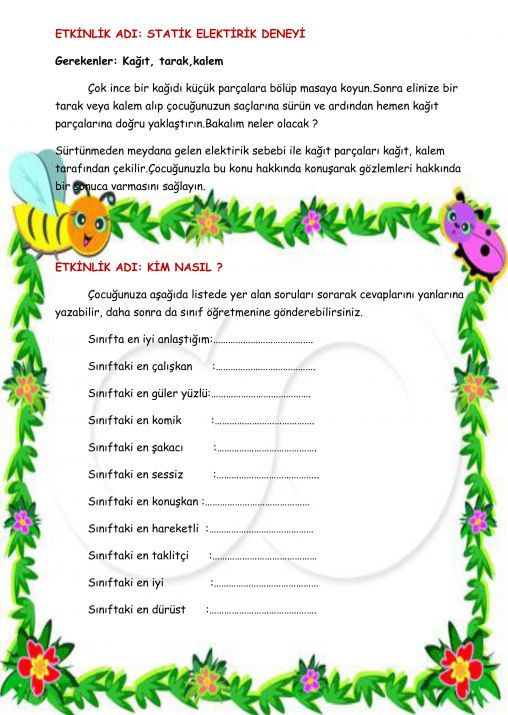 ETKİNLİK ADI: STATİK ELEKTİRİK DENEYİ
Gerekenler: Kağıt, tarak,kalem
Çok ince bir kağıdı küçük parçalara bölüp masaya koyun.Sonra elinize bir
tarak veya kalem alıp çocuğunuzun saçlarına sürün ve ardından hemen kağıt
parçalarına doğru yaklaştırın.Bakalım neler olacak ?
Sürtünmeden meydana gelen elektirik sebebi ile kağıt parçaları kağıt, kalem
tarafından çekilir.Çocuğunuzla bu konu hakkında konuşarak gözlemleri hakkında
bir sonuca varmasını sağlayın.
ETKİNLİK ADI: KİM NASIL ?
Çocuğunuza aşağıda listede yer alan soruları sorarak cevaplarını yanlarına
yazabilir, daha sonra da sınıf öğretmenine gönderebilirsiniz.
Sınıfta en iyi anlaştığım:………………………………….
Sınıftaki en çalışkan :………………………………….
Sınıftaki en güler yüzlü:………………………………….
Sınıftaki en komik :………………………………….
Sınıftaki en şakacı :………………………………….
Sınıftaki en sessiz :…………………………………..
Sınıftaki en konuşkan :……………………………………
Sınıftaki en hareketli :……………………………………
Sınıftaki en taklitçi :……………………………………
Sınıftaki en iyi :……………………………………
Sınıftaki en dürüst :…………………………………….